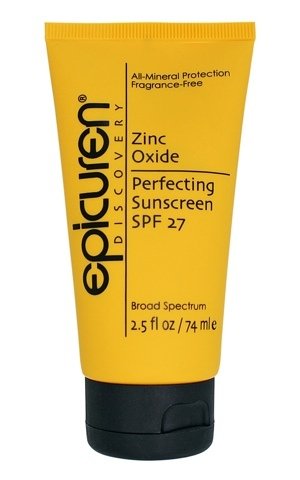 All-Mineral Protection
Fragrance-Free
epicuren®
DISCOVERY
Zinc
Oxide
Perfecting
Sunscreen
SPF 27
Broad Spectrum
2.5 fl oz / 74 ml e